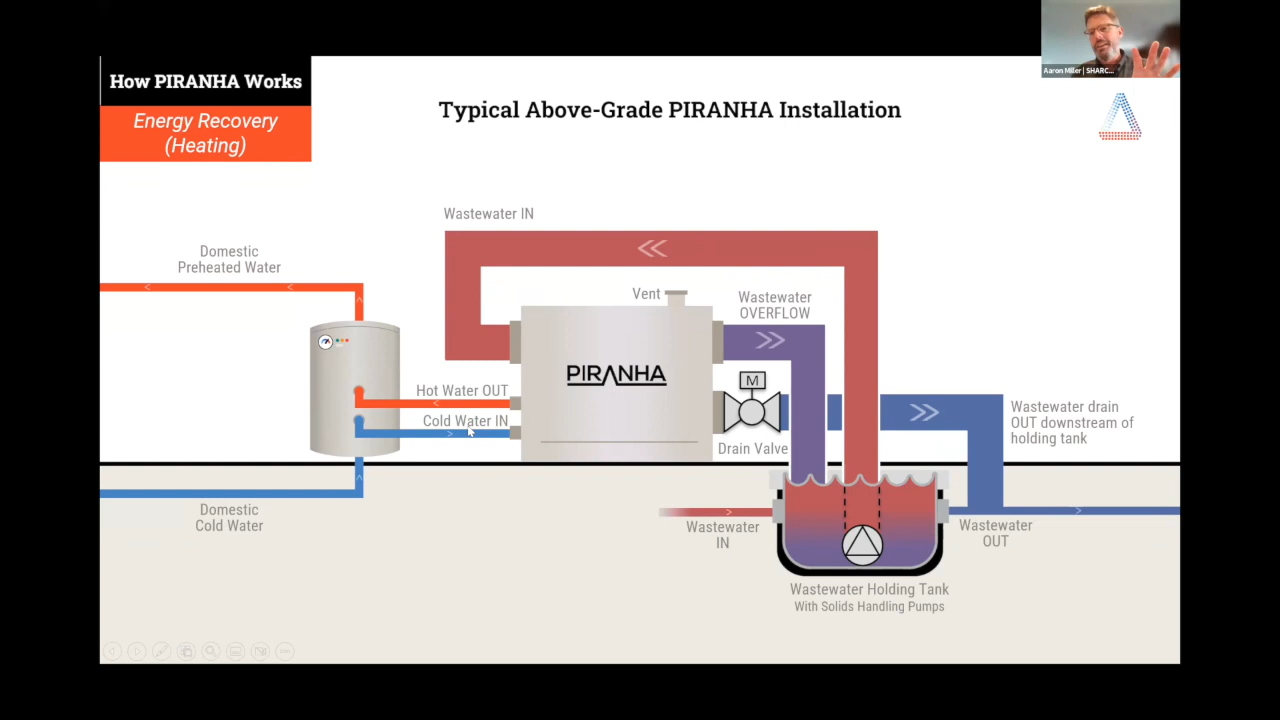 Aaron Miller | SHARC...
How PIRANHA Works
Energy Recovery
(Heating)
Typical Above-Grade PIRANHA Installation
Wastewater IN
Domestic
Preheated Water
Vent
Wastewater
OVERFLOW
PIRANHA
M
Hot Water OUT
Cold Water IN
Drain Valve
Wastewater drain
OUT downstream of
holding tank
Domestic
Cold Water
Wastewater
IN
Wastewater
OUT
Wastewater Holding Tank
With Solids Handling Pumps